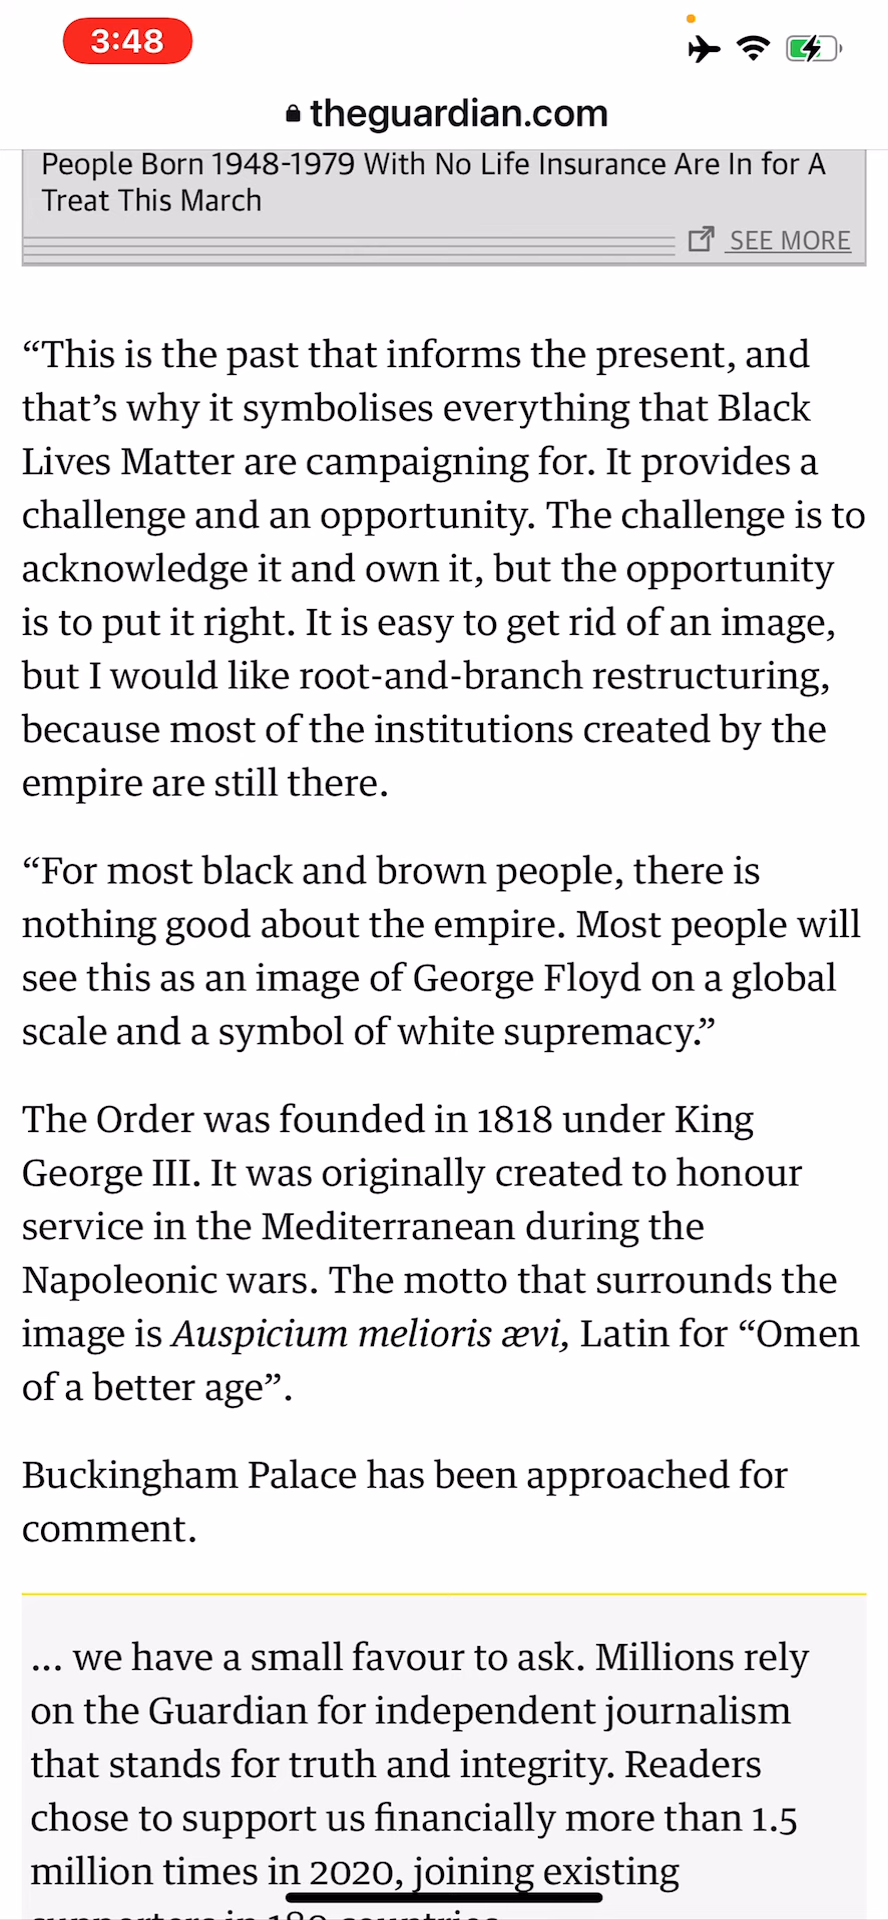 3:48
theguardian.com
People Born 1948-1979 With No Life Insurance Are In for A
Treat This March
SEE MORE
“This is the past that informs the present, and
that’s why it symbolises everything that Black
Lives Matter are campaigning for. It provides a
challenge and an opportunity. The challenge is to
acknowledge it and own it, but the opportunity
is to put it right. It is easy to get rid of an image,
but I would like root-and-branch restructuring,
because most of the institutions created by the
empire are still there.
“For most black and brown people, there is
nothing good about the empire. Most people will
see this as an image of George Floyd on a global
scale and a symbol of white supremacy.”
The Order was founded in 1818 under King
George III. It was originally created to honour
service in the Mediterranean during the
Napoleonic wars. The motto that surrounds the
image is Auspicium melioris ævi, Latin for “Omen
of a better age”.
Buckingham Palace has been approached for
comment.
... we have a small favour to ask. Millions rely
on the Guardian for independent journalism
that stands for truth and integrity. Readers
chose to support us financially more than 1.5
million times in 2020, joining existing
supporters in 180 countries.